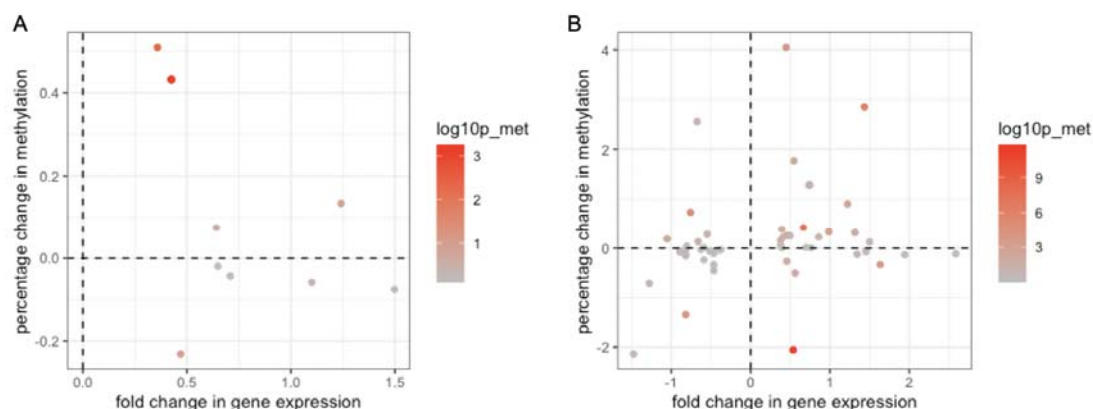 A
percentage change in methylation
0.4
0.2
0.0
-0.2
0.0
0.5
1.0
1.5
fold change in gene expression
log10p_met
3
2
1
B
percentage change in methylation
4
2
0
-2
-1
0
1
2
fold change in gene expression
log10p_met
9
6
3